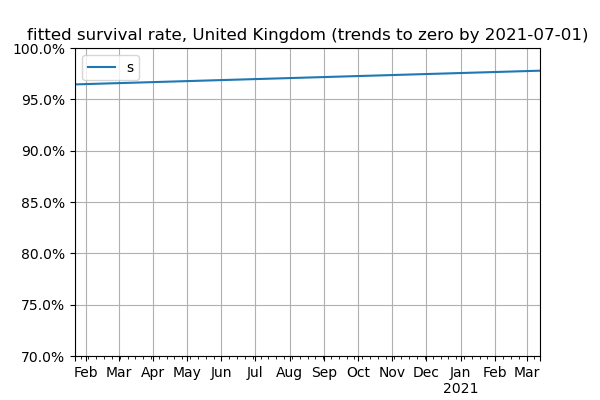 fitted survival rate, United Kingdom (trends to zero by 2021-07-01)
100.0%
s
95.0%
90.0%
85.0%
80.0%
75.0%
70.0%
Feb Mar Apr May Jun Jul Aug Sep Oct Nov Dec Jan Feb Mar
2021